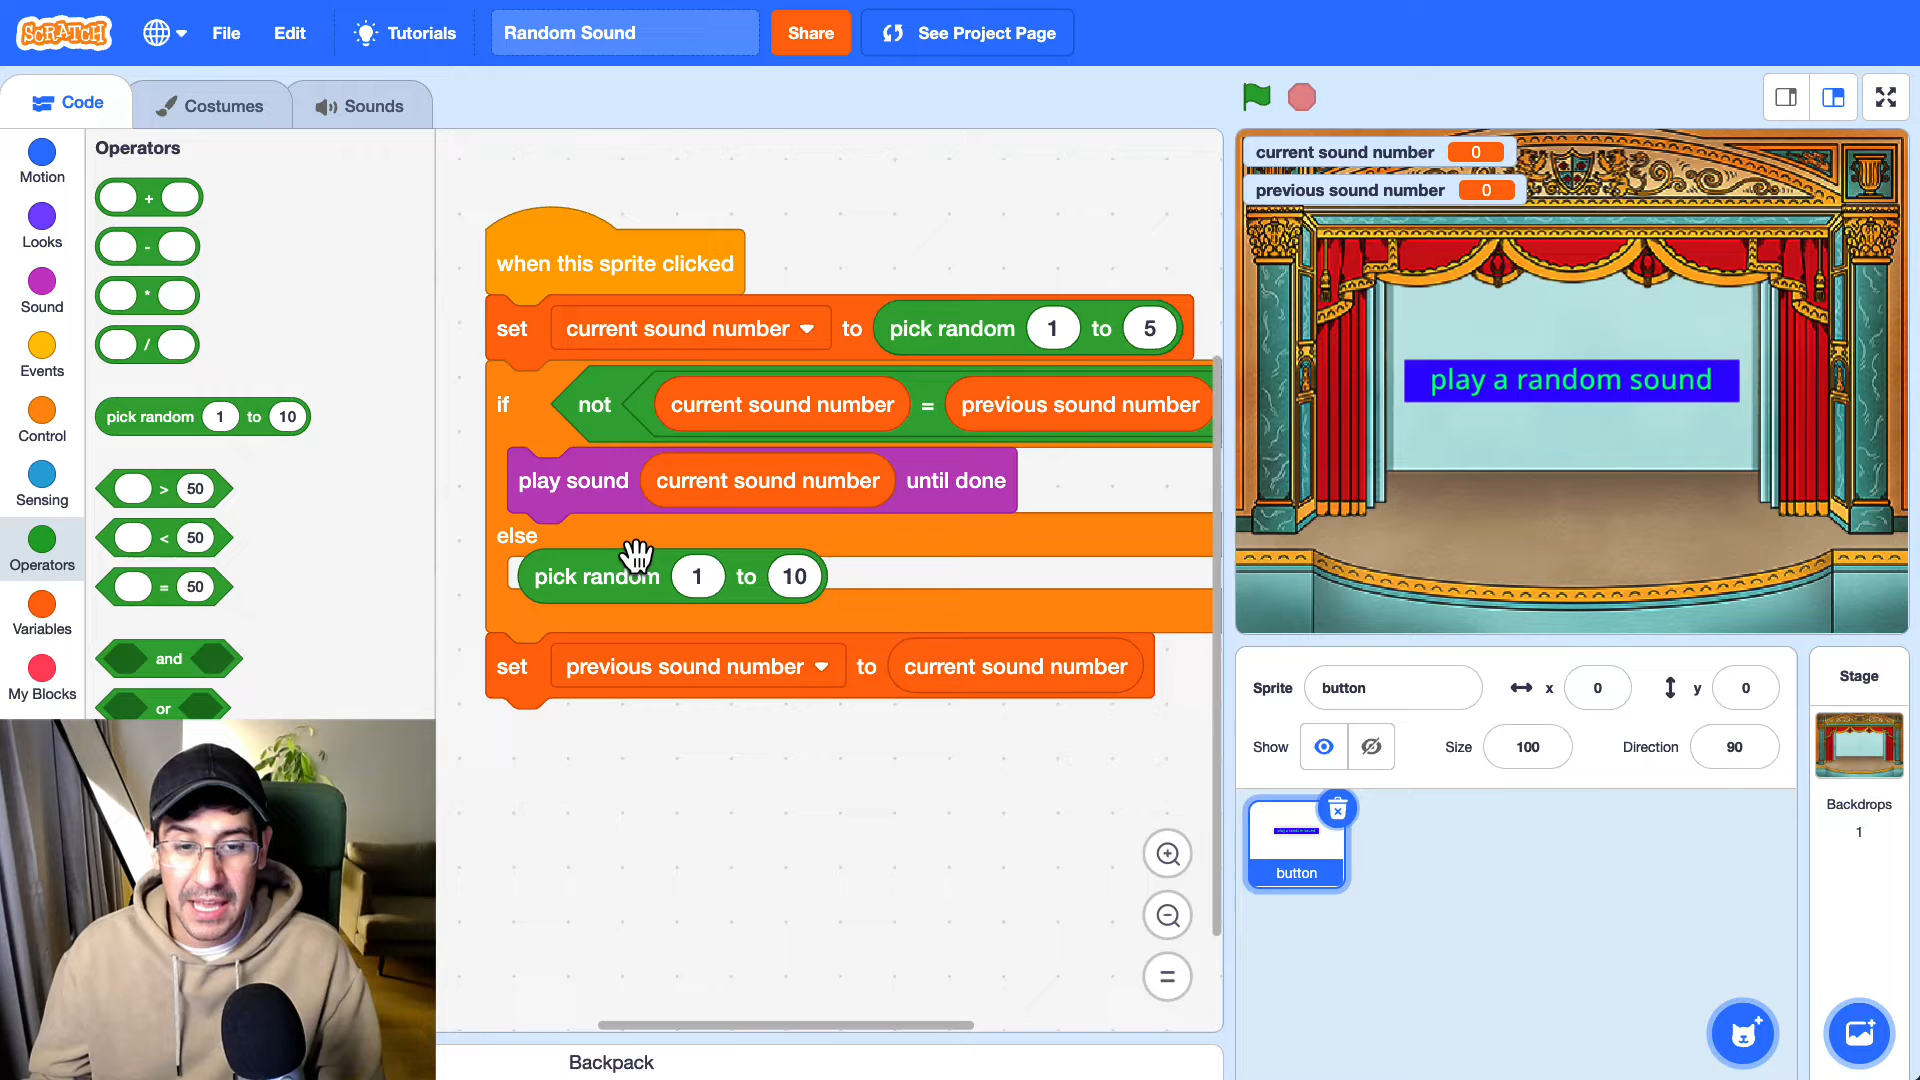 SCRATCH
File
Edit
Tutorials
Random Sound
Share
See Project Page
Code
Costumes
Sounds
Motion
Looks
Sound
Events
Control
Sensing
Operators
Variables
My Blocks
Operators
+
-
*
/
pick random 1 to 10
> 50
< 50
= 50
and
or
when this sprite clicked
set current sound number to pick random 1 to 5
if not current sound number = previous sound number
play sound current sound number until done
else
pick random 1 to 10
set previous sound number to current sound number
Backpack
current sound number 0
previous sound number 0
play a random sound
Sprite button x 0 y 0
Show Size 100 Direction 90
play a random sound
button
Stage
Backdrops
1